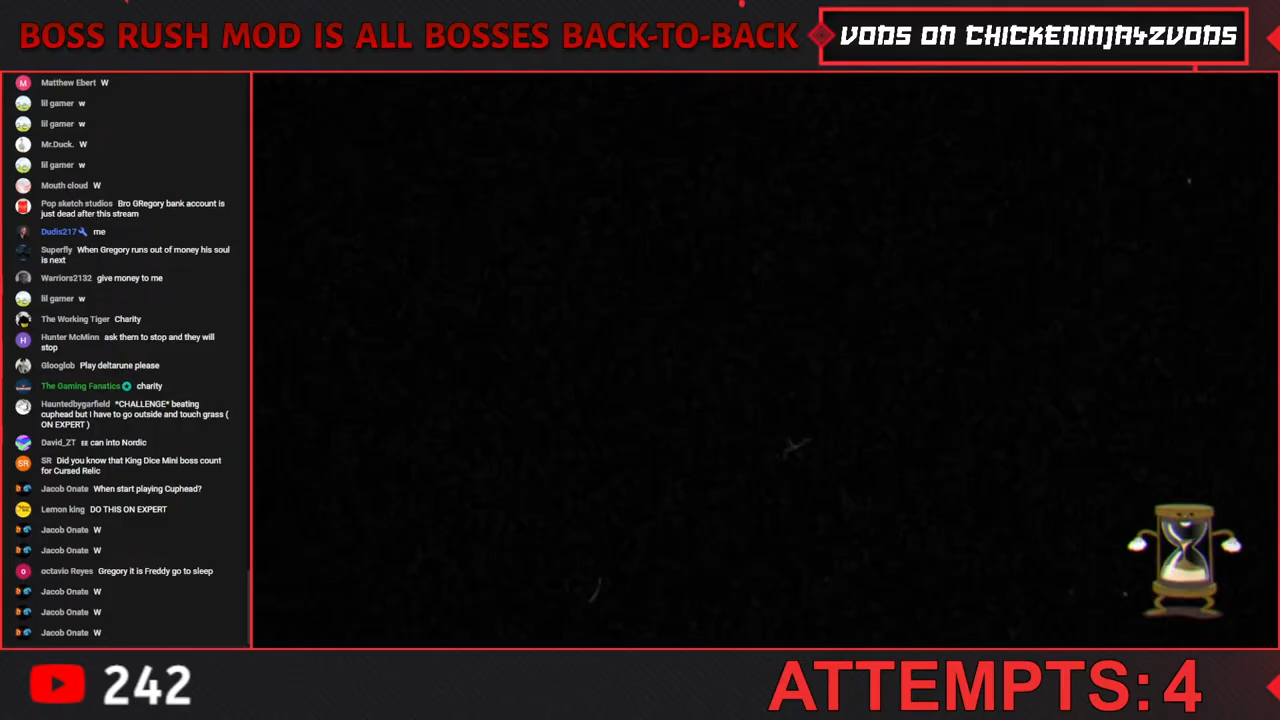 BOSS RUSH MOD IS ALL BOSSES BACK-TO-BACK
VODS ON CHICKENINJA42VODS
Matthew Ebert W
lil gamer w
lil gamer w
Mr.Duck. W
lil gamer w
Mouth cloud W
Pop sketch studios Bro GRegory bank account is
just dead after this stream
Dudis217 me
Superfly When Gregory runs out of money his soul
is next
Warriors2132 give money to me
lil gamer w
The Working Tiger Charity
Hunter McMinn ask them to stop and they will
stop
Glooglob Play deltarune please
The Gaming Fanatics charity
Hauntedbygarfield *CHALLENGE* beating
cuphead but I have to go outside and touch grass (
ON EXPERT )
David_ZT can into Nordic
SR Did you know that King Dice Mini boss count
for Cursed Relic
Jacob Onate When start playing Cuphead?
Lemon king DO THIS ON EXPERT
Jacob Onate W
Jacob Onate W
octavio Reyes Gregory it is Freddy go to sleep
Jacob Onate W
Jacob Onate W
Jacob Onate W
242
ATTEMPTS: 4